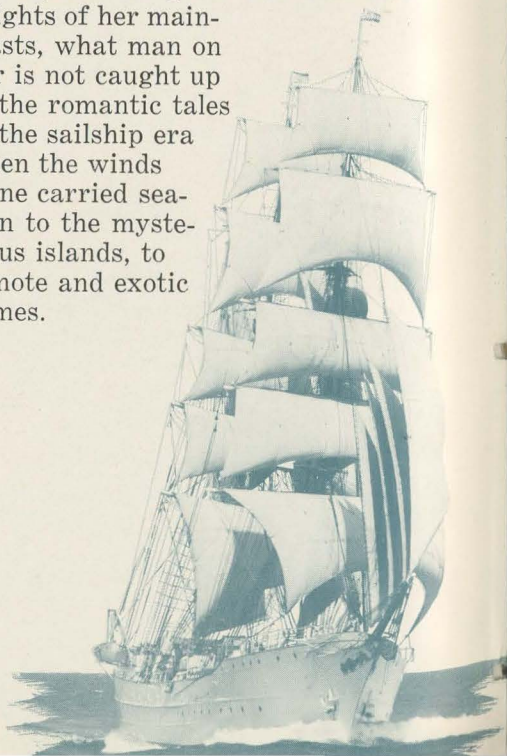 ghts of her main-
sts, what man on
r is not caught up
the romantic tales
the sailship era
en the winds
ne carried sea-
n to the myste-
us islands, to
note and exotic
mes.